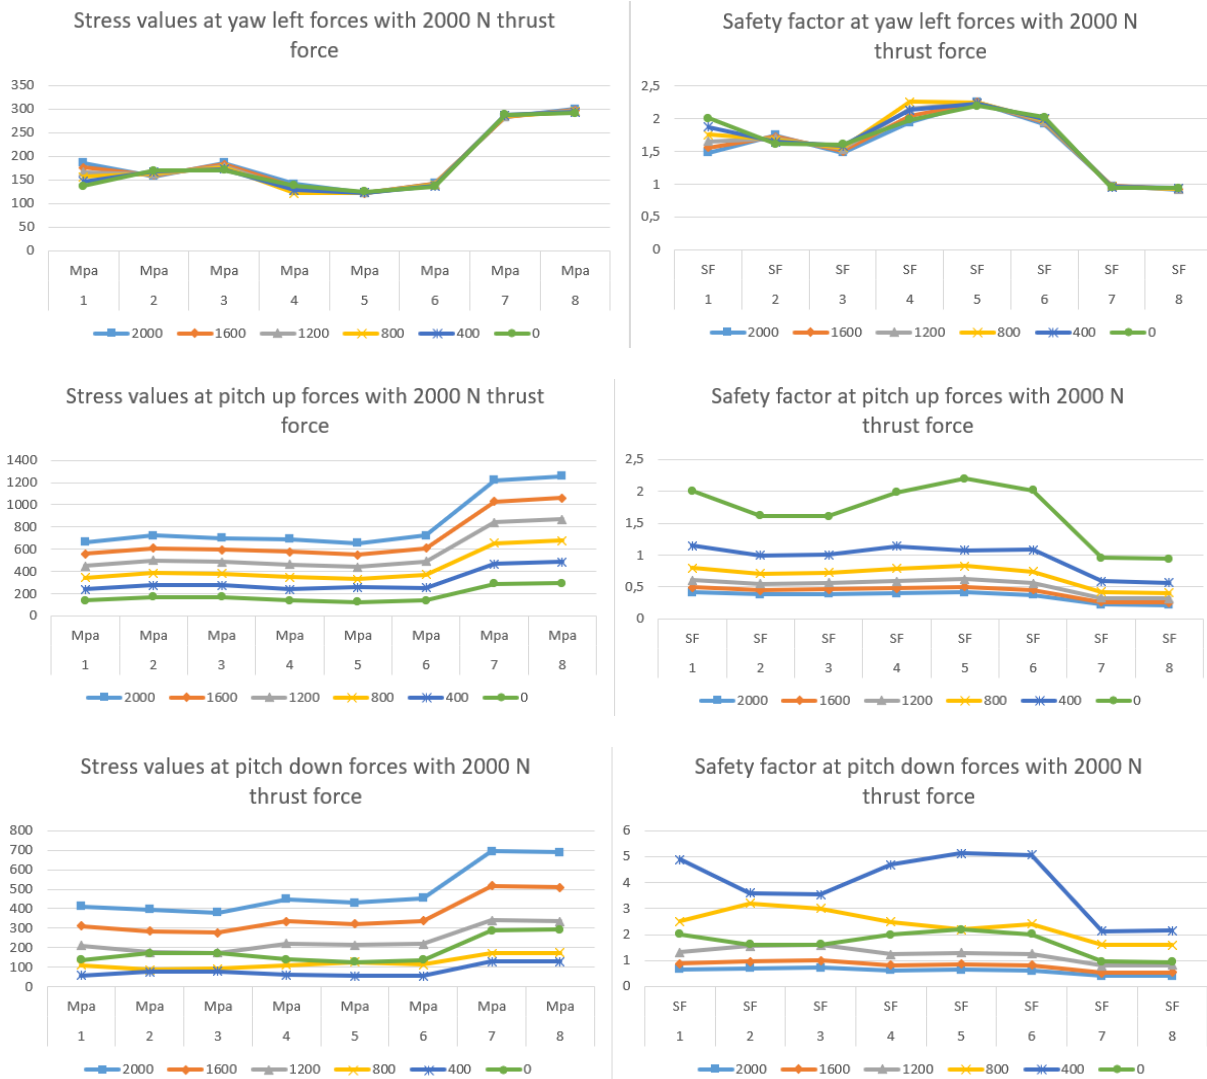 Stress values at yaw left forces with 2000 N thrust
force
350
300
250
200
150
100
50
0
Mpa Mpa Mpa Mpa Mpa Mpa Mpa Mpa
1 2 3 4 5 6 7 8
2000 1600 1200 800 400 0
Safety factor at yaw left forces with 2000 N
thrust force
2,5
2
1,5
1
0,5
0
SF SF SF SF SF SF SF SF
1 2 3 4 5 6 7 8
2000 1600 1200 800 400 0
Stress values at pitch up forces with 2000 N thrust
force
1400
1200
1000
800
600
400
200
0
Mpa Mpa Mpa Mpa Mpa Mpa Mpa Mpa
1 2 3 4 5 6 7 8
2000 1600 1200 800 400 0
Safety factor at pitch up forces with 2000 N
thrust force
2,5
2
1,5
1
0,5
0
SF SF SF SF SF SF SF SF
1 2 3 4 5 6 7 8
2000 1600 1200 800 400 0
Stress values at pitch down forces with 2000 N
thrust force
800
700
600
500
400
300
200
100
0
Mpa Mpa Mpa Mpa Mpa Mpa Mpa Mpa
1 2 3 4 5 6 7 8
2000 1600 1200 800 400 0
Safety factor at pitch down forces with 2000 N
thrust force
6
5
4
3
2
1
0
SF SF SF SF SF SF SF SF
1 2 3 4 5 6 7 8
2000 1600 1200 800 400 0